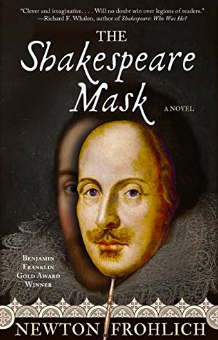 "Clever and imaginative. . . . Will no doubt win over legions of readers."
—Richard F. Whalen, author of Shakespeare: Who Was He?
THE
Shakespeare
Mask
A NOVEL
BENJAMIN
FRANKLIN
GOLD AWARD
WINNER
NEWTON FROHLICH